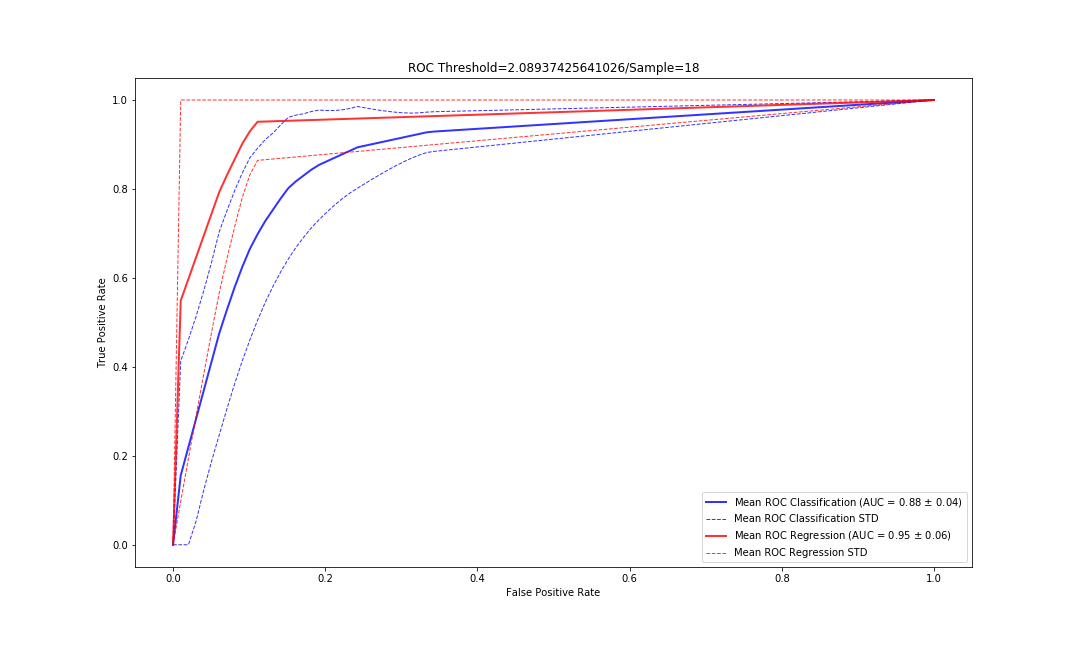 ROC Threshold=2.08937425641026/Sample=18
1.0
0.8
0.6
0.4
0.2
0.0
True Positive Rate
Mean ROC Classification (AUC = 0.88 ± 0.04)
Mean ROC Classification STD
Mean ROC Regression (AUC = 0.95 ± 0.06)
Mean ROC Regression STD
0.0 0.2 0.4 0.6 0.8 1.0
False Positive Rate